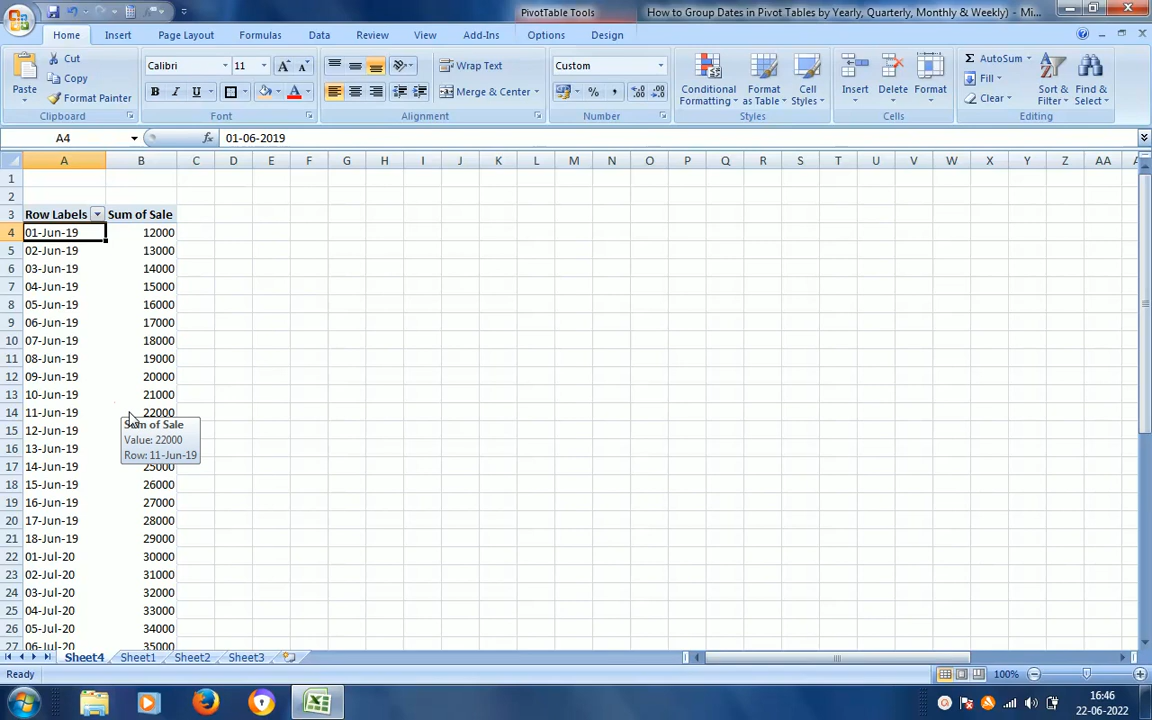 PivotTable Tools
How to Group Dates in Pivot Tables by Yearly, Quarterly, Monthly & Weekly) - Mi...
Home Insert Page Layout Formulas Data Review View Add-Ins Options Design
Paste
Cut
Copy
Format Painter
Clipboard
Calibri 11
B I U A
Font
Wrap Text
Merge & Center
Alignment
Custom
%
Number
Conditional Formatting
Format as Table
Cell Styles
Styles
Insert Delete Format
Cells
Σ AutoSum
Fill
Clear
Sort & Filter
Find & Select
Editing
A4 fx 01-06-2019
A B C D E F G H I J K L M N O P Q R S T U V W X Y Z AA
1
2
3 Row Labels Sum of Sale
4 01-Jun-19 12000
5 02-Jun-19 13000
6 03-Jun-19 14000
7 04-Jun-19 15000
8 05-Jun-19 16000
9 06-Jun-19 17000
10 07-Jun-19 18000
11 08-Jun-19 19000
12 09-Jun-19 20000
13 10-Jun-19 21000
14 11-Jun-19 22000
15 12-Jun-19
16 13-Jun-19
17 14-Jun-19 25000
Sum of Sale
Value: 22000
Row: 11-Jun-19
18 15-Jun-19 26000
19 16-Jun-19 27000
20 17-Jun-19 28000
21 18-Jun-19 29000
22 01-Jul-20 30000
23 02-Jul-20 31000
24 03-Jul-20 32000
25 04-Jul-20 33000
26 05-Jul-20 34000
27 06-Jul-20 35000
Sheet4 Sheet1 Sheet2 Sheet3
Ready 100%
16:46
22-06-2022